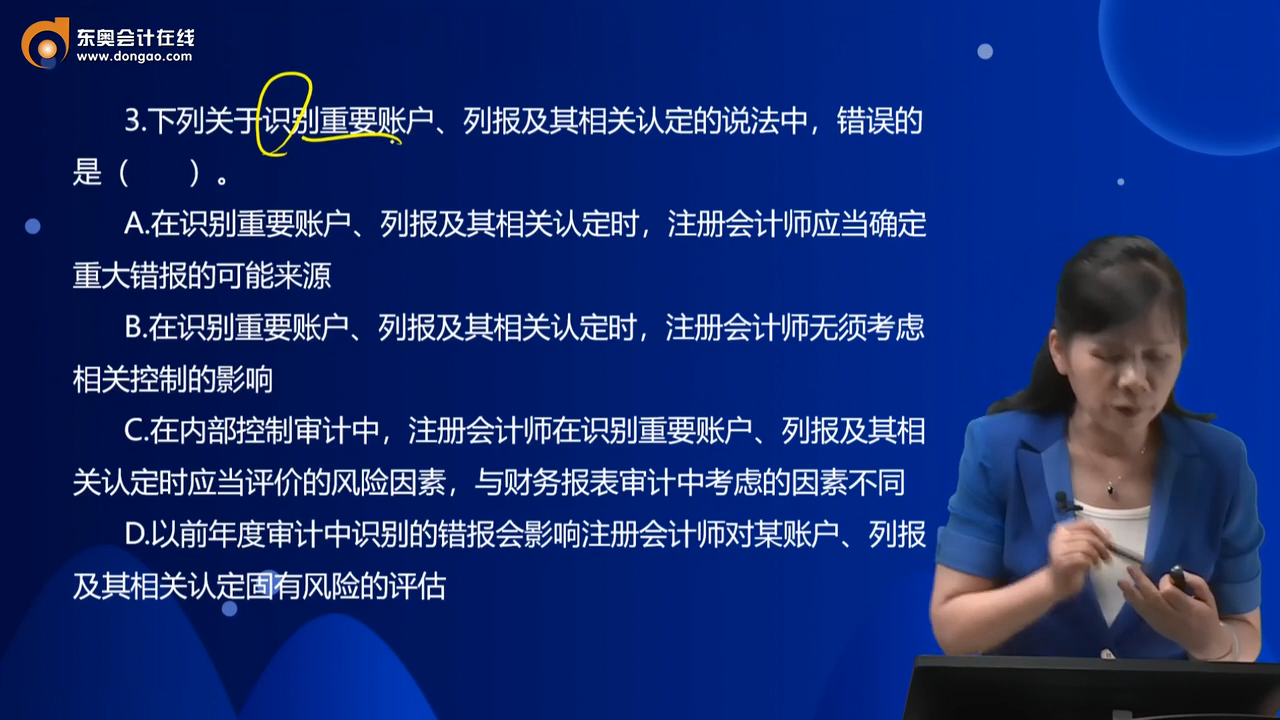 东奥会计在线
www.dongao.com
3.下列关于识别重要账户、列报及其相关认定的说法中，错误的
是（  ）。
A.在识别重要账户、列报及其相关认定时，注册会计师应当确定
重大错报的可能来源
B.在识别重要账户、列报及其相关认定时，注册会计师无须考虑
相关控制的影响
C.在内部控制审计中，注册会计师在识别重要账户、列报及其相
关认定时应当评价的风险因素，与财务报表审计中考虑的因素不同
D.以前年度审计中识别的错报会影响注册会计师对某账户、列报
及其相关认定固有风险的评估